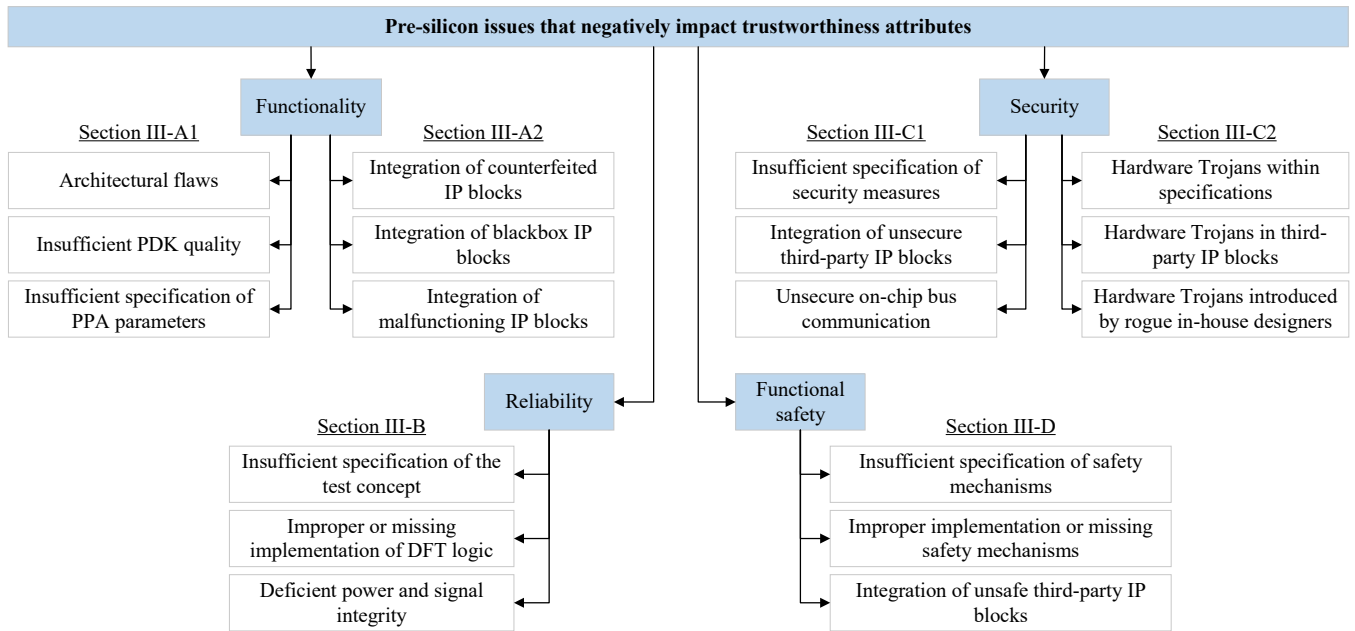 Pre-silicon issues that negatively impact trustworthiness attributes
Functionality
Section III-A1
Architectural flaws
Insufficient PDK quality
Insufficient specification of
PPA parameters
Section III-A2
Integration of counterfeited
IP blocks
Integration of blackbox IP
blocks
Integration of
malfunctioning IP blocks
Security
Section III-C1
Insufficient specification of
security measures
Integration of unsecure
third-party IP blocks
Unsecure on-chip bus
communication
Section III-C2
Hardware Trojans within
specifications
Hardware Trojans in third-
party IP blocks
Hardware Trojans introduced
by rogue in-house designers
Reliability
Section III-B
Insufficient specification of the
test concept
Improper or missing
implementation of DFT logic
Deficient power and signal
integrity
Functional
safety
Section III-D
Insufficient specification of safety
mechanisms
Improper implementation or missing
safety mechanisms
Integration of unsafe third-party IP
blocks